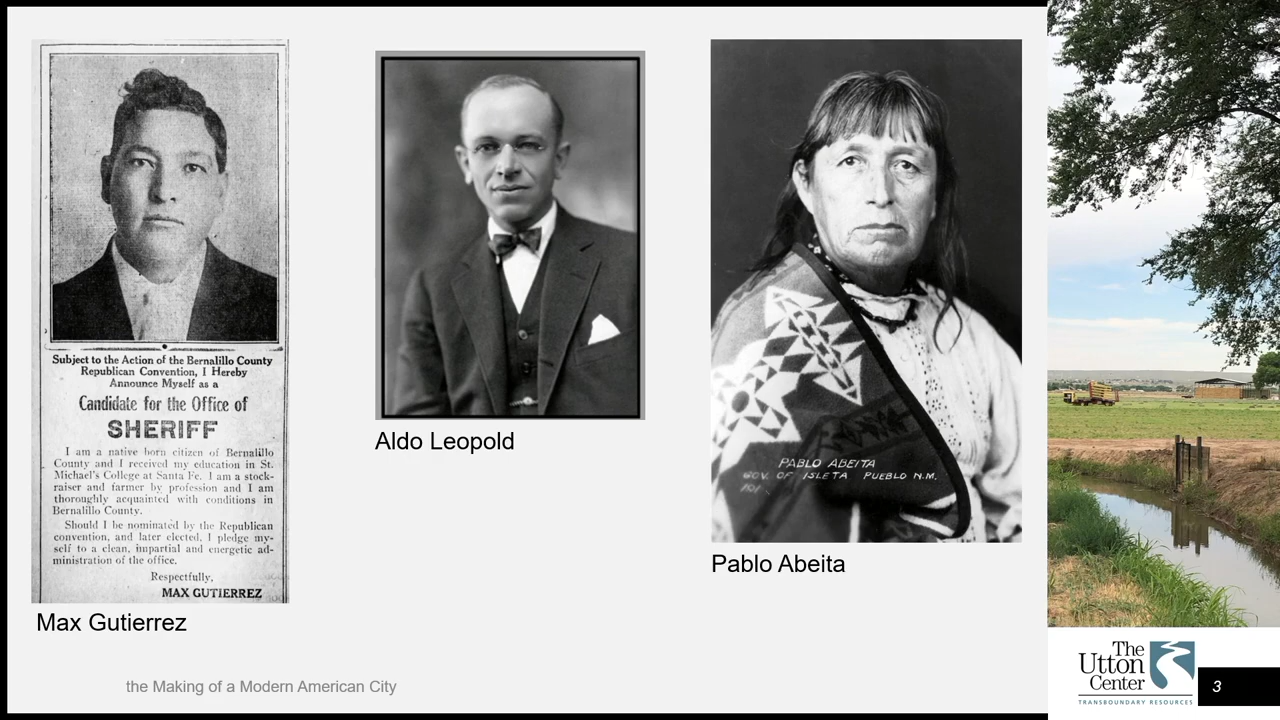 Subject to the Action of the Bernalillo County
Republican Convention, I Hereby
Announce Myself as a
Candidate for the Office of
SHERIFF
I am a native born citizen of Bernalillo
County and I received my education in St.
Michael's College at Santa Fe. I am a stock-
raiser and farmer by profession and I am
thoroughly acquainted with conditions in
Bernalillo County.
Should I be nominated by the Republican
convention, and later elected, I pledge my-
self to a clean, impartial and energetic ad-
ministration of the office.
Respectfully,
MAX GUTIERREZ
Max Gutierrez
Aldo Leopold
PABLO ABEITA
GOV. OF ISLETA PUEBLO N.M.
101
Pablo Abeita
the Making of a Modern American City
The
Utton
Center
TRANSBOUNDARY RESOURCES
3